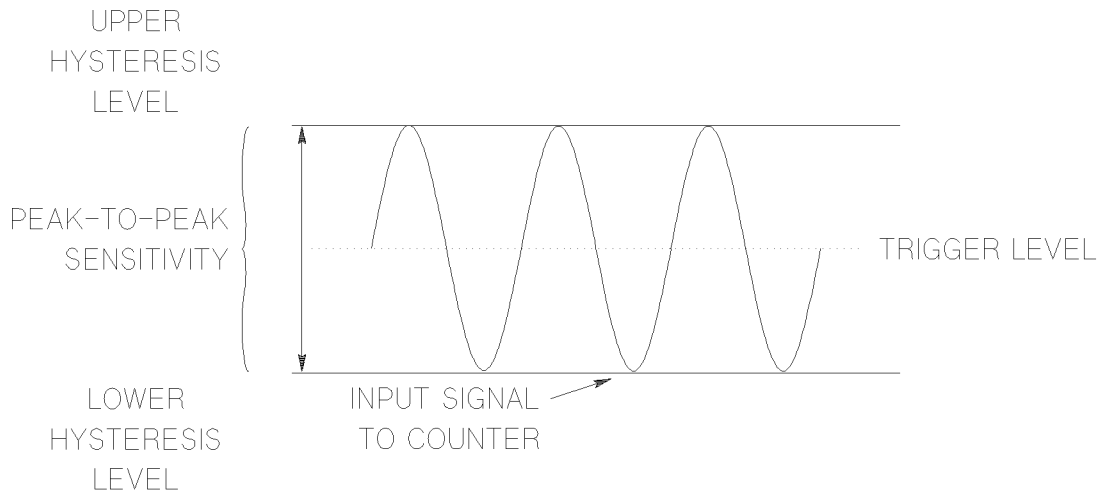 UPPER
HYSTERESIS
LEVEL
PEAK-TO-PEAK
SENSITIVITY
TRIGGER LEVEL
LOWER
HYSTERESIS
LEVEL
INPUT SIGNAL
TO COUNTER